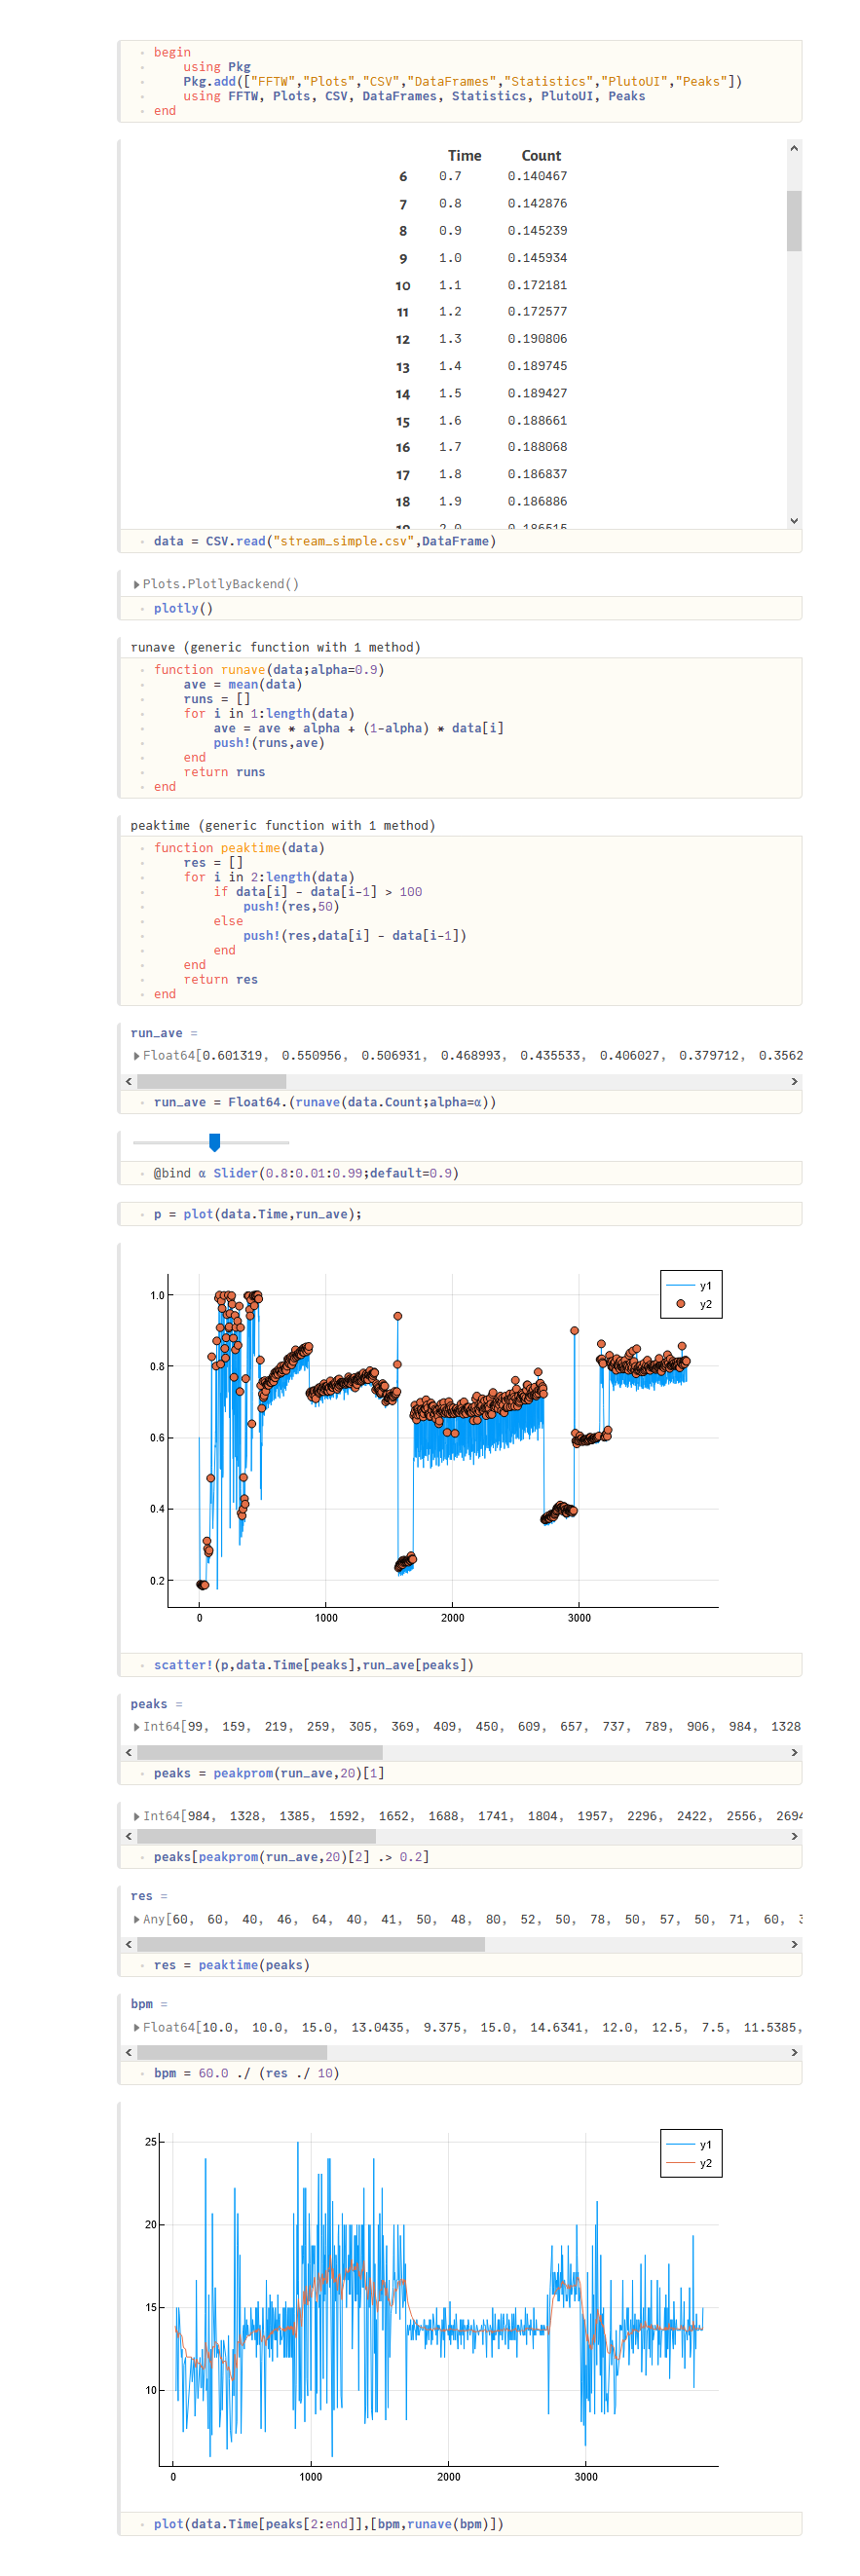 begin
using Pkg
Pkg.add(["FFTW","Plots","CSV","DataFrames","Statistics","PlutoUI","Peaks"])
using FFTW, Plots, CSV, DataFrames, Statistics, PlutoUI, Peaks
end
Time Count
6 0.7 0.140467
7 0.8 0.142876
8 0.9 0.145239
9 1.0 0.145934
10 1.1 0.172181
11 1.2 0.172577
12 1.3 0.190806
13 1.4 0.189745
14 1.5 0.189427
15 1.6 0.188661
16 1.7 0.188068
17 1.8 0.186837
18 1.9 0.186886
19 2.0 0.186515
data = CSV.read("stream_simple.csv",DataFrame)
Plots.PlotlyBackend()
plotly()
runave (generic function with 1 method)
function runave(data;alpha=0.9)
ave = mean(data)
runs = []
for i in 1:length(data)
ave = ave * alpha + (1-alpha) * data[i]
push!(runs,ave)
end
return runs
end
peaktime (generic function with 1 method)
function peaktime(data)
res = []
for i in 2:length(data)
if data[i] - data[i-1] > 100
push!(res,50)
else
push!(res,data[i] - data[i-1])
end
end
return res
end
run_ave =
Float64[0.601319, 0.550956, 0.506931, 0.468993, 0.435533, 0.406027, 0.379712, 0.3562
run_ave = Float64.(runave(data.Count;alpha=α))
@bind α Slider(0.8:0.01:0.99;default=0.9)
p = plot(data.Time,run_ave);
y1
y2
1.0
0.8
0.6
0.4
0.2
0 1000 2000 3000
scatter!(p,data.Time[peaks],run_ave[peaks])
peaks =
Int64[99, 159, 219, 259, 305, 369, 409, 450, 609, 657, 737, 789, 906, 984, 1328
peaks = peakprom(run_ave,20)[1]
Int64[984, 1328, 1385, 1592, 1652, 1688, 1741, 1804, 1957, 2296, 2422, 2556, 2694
peaks[peakprom(run_ave,20)[2] .> 0.2]
res =
Any[60, 60, 40, 46, 64, 40, 41, 50, 48, 80, 52, 50, 78, 50, 57, 50, 71, 60,
res = peaktime(peaks)
bpm =
Float64[10.0, 10.0, 15.0, 13.0435, 9.375, 15.0, 14.6341, 12.0, 12.5, 7.5, 11.5385,
bpm = 60.0 ./ (res ./ 10)
y1
y2
25
20
15
10
0 1000 2000 3000
plot(data.Time[peaks[2:end]],[bpm,runave(bpm)])